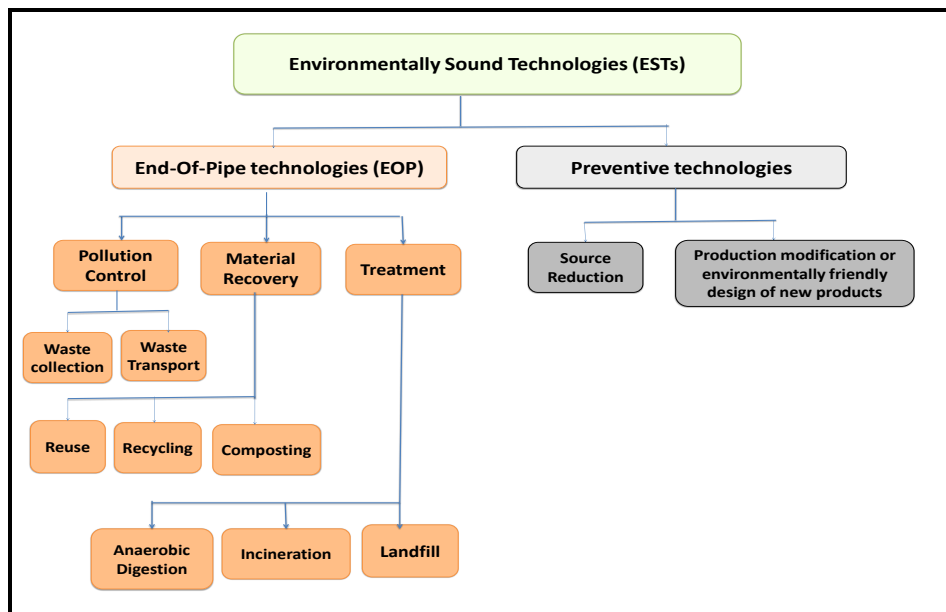 Environmentally Sound Technologies (ESTs)
End-Of-Pipe technologies (EOP)
Preventive technologies
Pollution
Control
Material
Recovery
Treatment
Source
Reduction
Production modification or
environmentally friendly
design of new products
Waste
collection
Waste
Transport
Reuse
Recycling
Composting
Anaerobic
Digestion
Incineration
Landfill